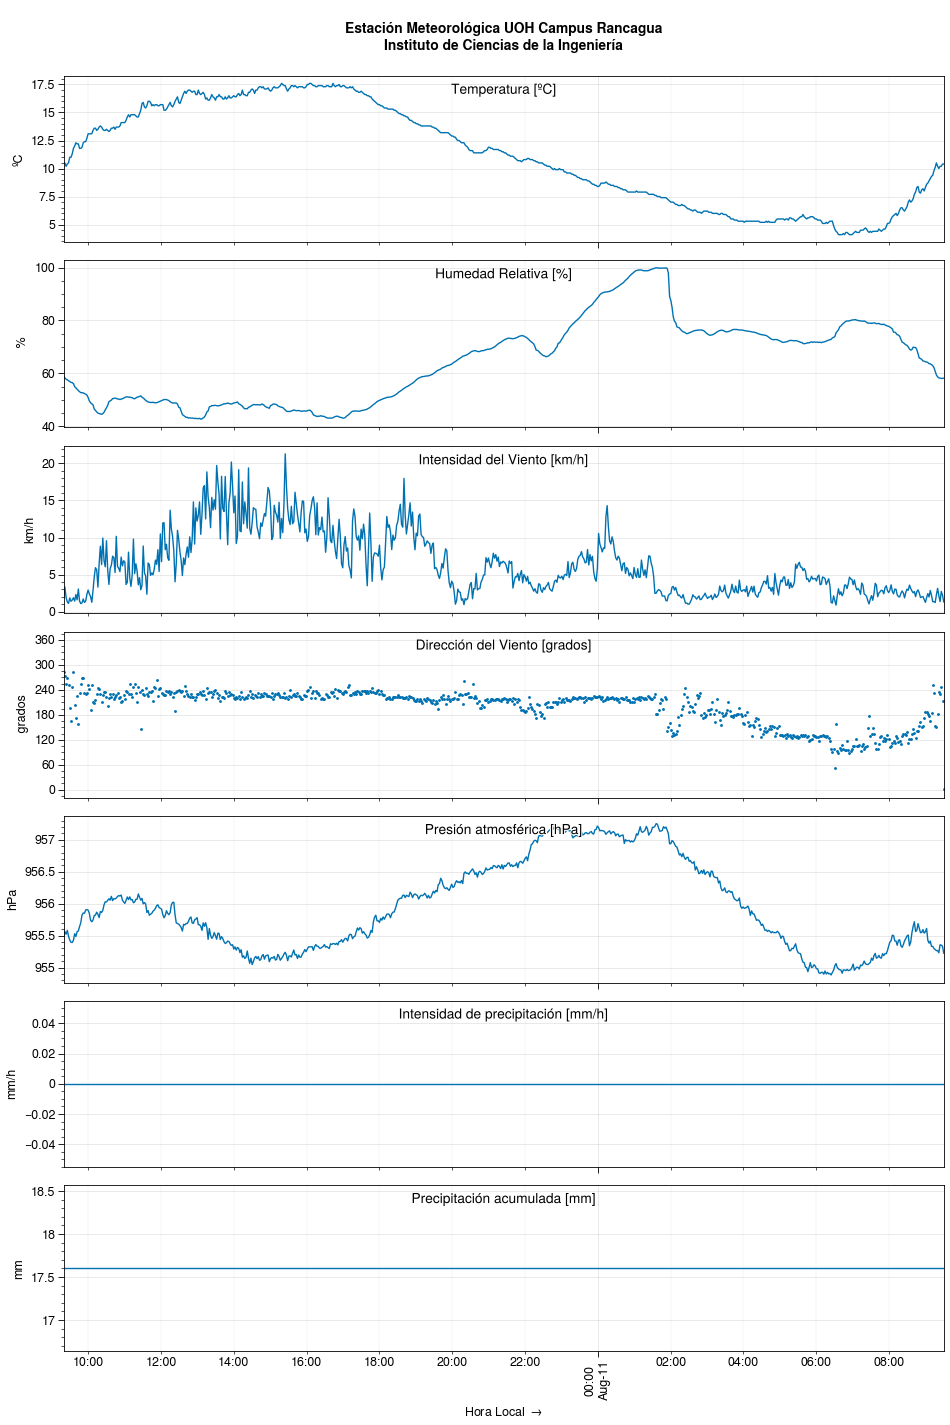 Estación Meteorológica UOH Campus Rancagua
Instituto de Ciencias de la Ingeniería
Temperatura [ºC]
17.5
15
12.5
10
7.5
5
ºC
Humedad Relativa [%]
100
80
60
40
%
Intensidad del Viento [km/h]
20
15
10
5
0
km/h
Dirección del Viento [grados]
360
300
240
180
120
60
0
grados
Presión atmosférica [hPa]
957
956.5
956
955.5
955
hPa
Intensidad de precipitación [mm/h]
0.04
0.02
0
−0.02
−0.04
mm/h
Precipitación acumulada [mm]
18.5
18
17.5
17
mm
10:00 12:00 14:00 16:00 18:00 20:00 22:00 00:00 02:00 04:00 06:00 08:00
Aug-11
Hora Local →